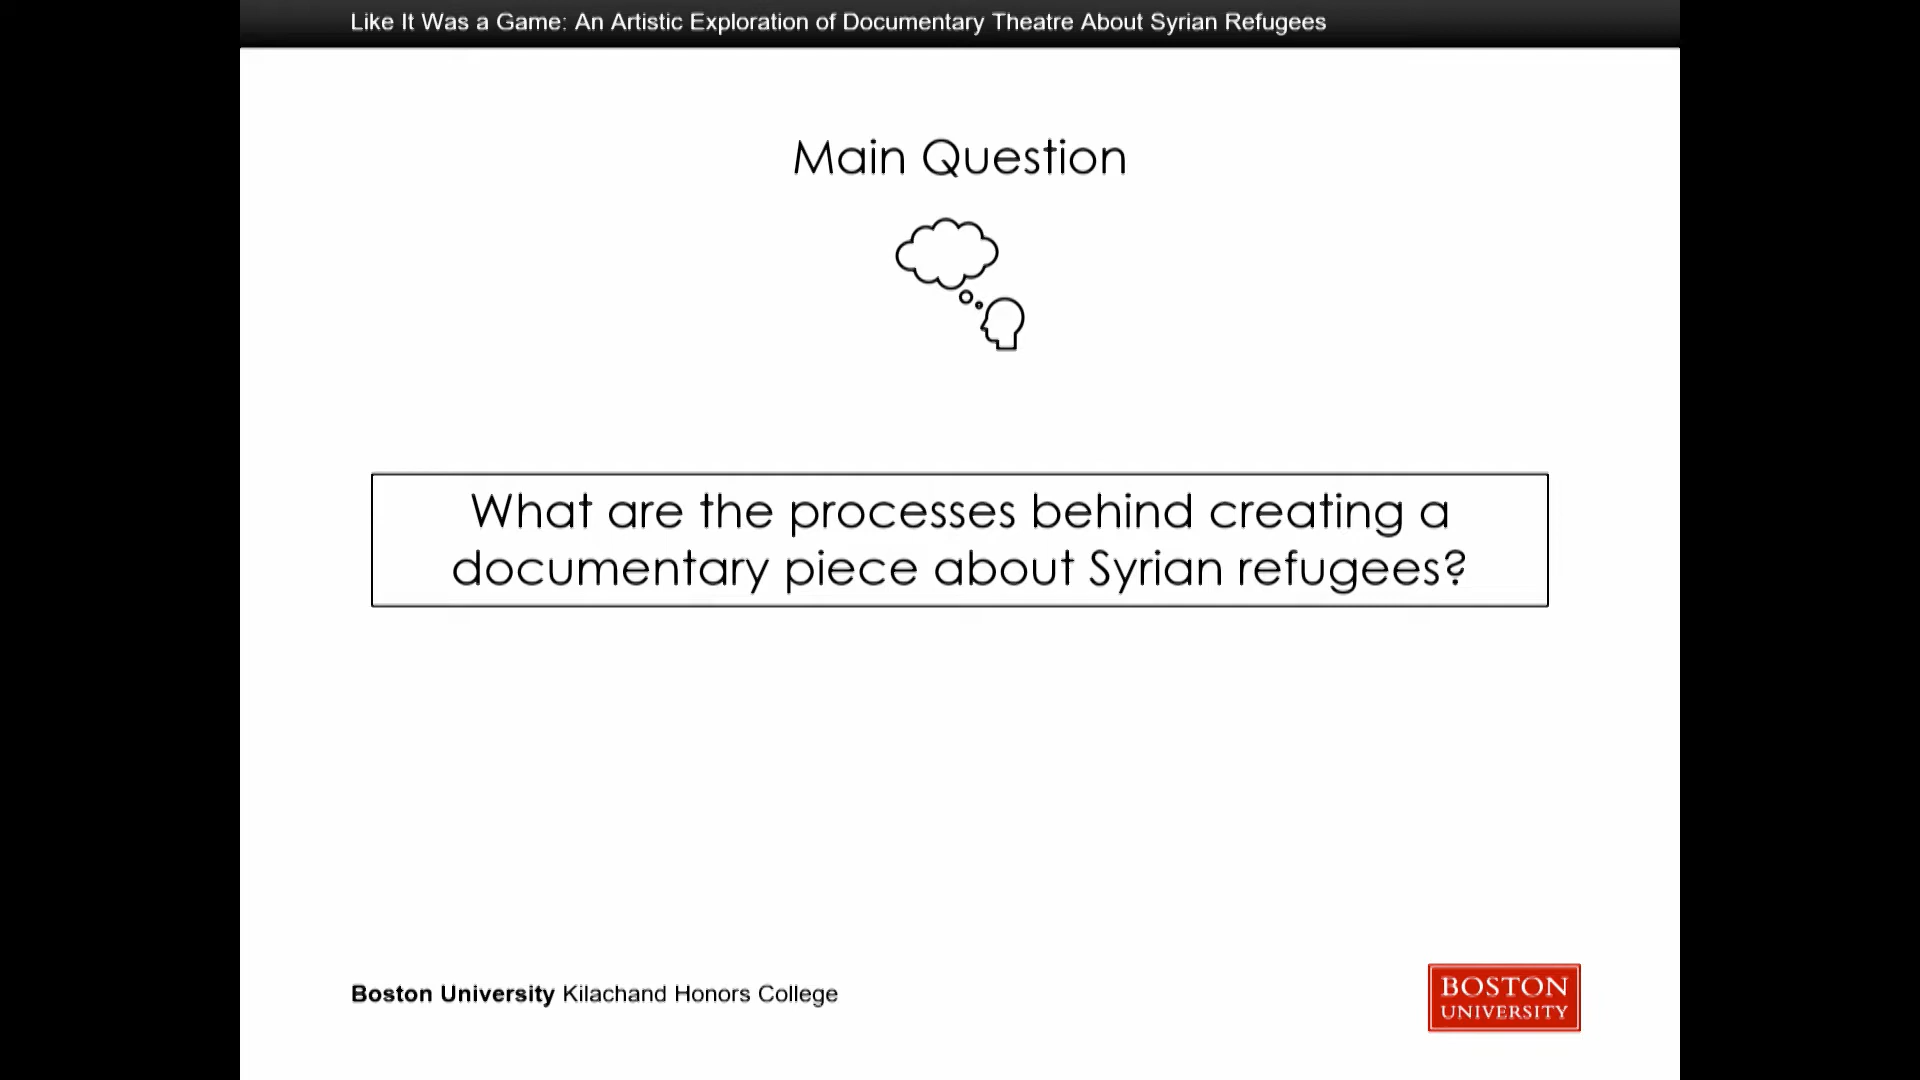 Like It Was a Game: An Artistic Exploration of Documentary Theatre About Syrian Refugees
Main Question
What are the processes behind creating a
documentary piece about Syrian refugees?
Boston University Kilachand Honors College
BOSTON
UNIVERSITY